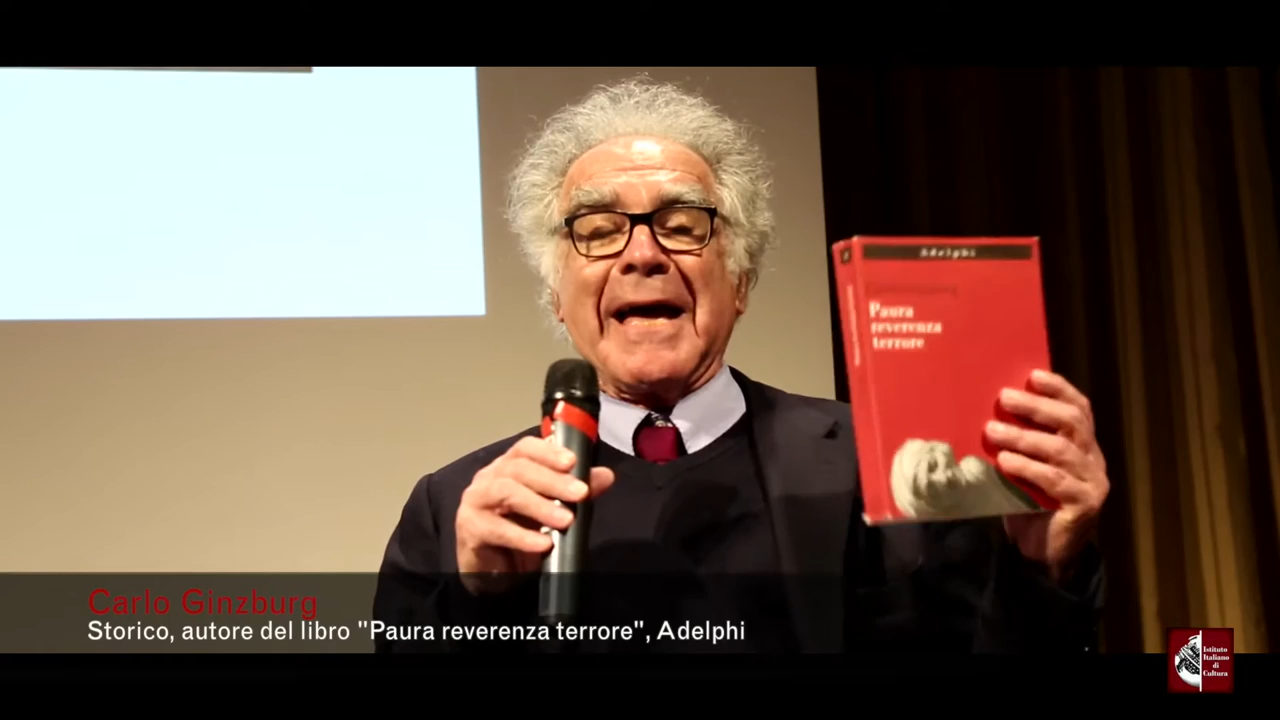 Adelphi
Paura
reverenza
terrore
Carlo Ginzburg
Storico, autore del libro "Paura reverenza terrore", Adelphi
Istituto
Italiano
di
Cultura